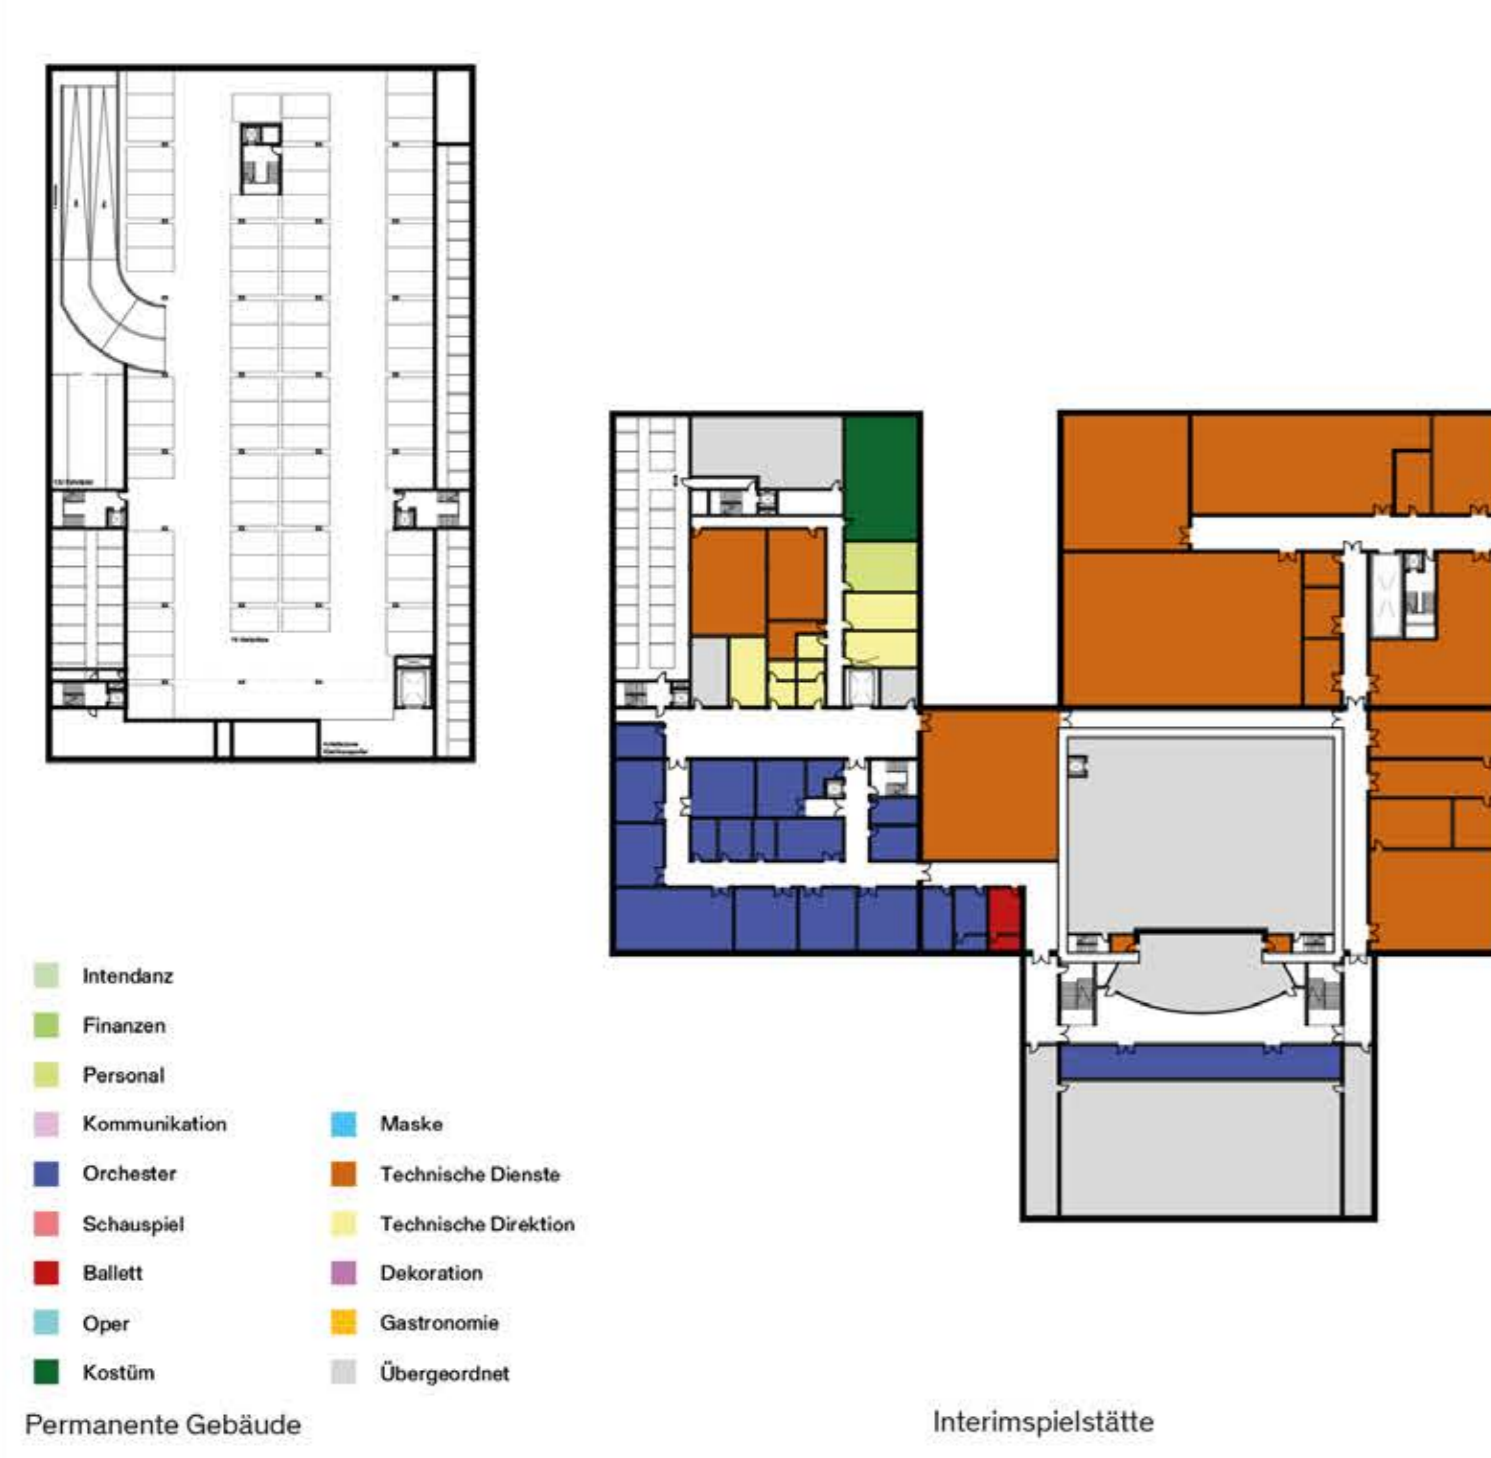 Intendanz
Finanzen
Personal
Kommunikation
Orchester
Schauspiel
Ballett
Oper
Kostüm
Maske
Technische Dienste
Technische Direktion
Dekoration
Gastronomie
Übergeordnet
Permanente Gebäude
Interimspielstätte